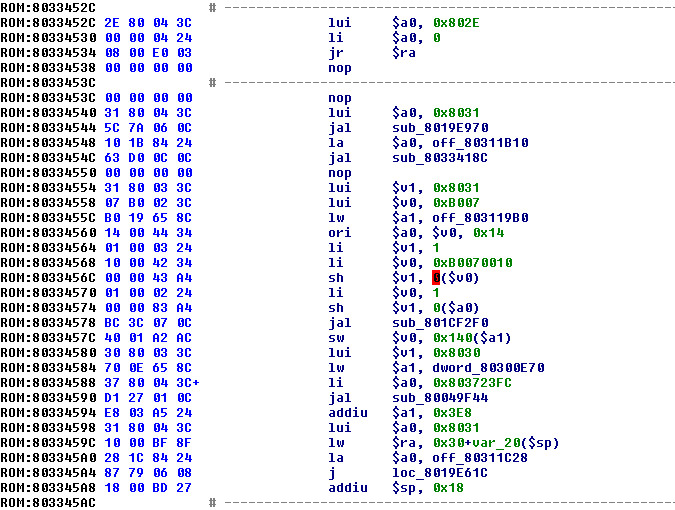 ROM:8033452C # ---------------------------------------------------------------
ROM:8033452C 2E 80 04 3C lui $a0, 0x802E
ROM:80334530 00 00 04 24 li $a0, 0
ROM:80334534 08 00 E0 03 jr $ra
ROM:80334538 00 00 00 00 nop
ROM:8033453C # ---------------------------------------------------------------
ROM:8033453C 00 00 00 00 nop
ROM:80334540 31 80 04 3C lui $a0, 0x8031
ROM:80334544 5C 7A 06 0C jal sub_8019E970
ROM:80334548 10 1B 84 24 la $a0, off_80311B10
ROM:8033454C 63 D0 0C 0C jal sub_8033418C
ROM:80334550 00 00 00 00 nop
ROM:80334554 31 80 03 3C lui $v1, 0x8031
ROM:80334558 07 B0 02 3C lui $v0, 0xB007
ROM:8033455C B0 19 65 8C lw $a1, off_803119B0
ROM:80334560 14 00 44 34 ori $a0, $v0, 0x14
ROM:80334564 01 00 03 24 li $v1, 1
ROM:80334568 10 00 42 34 li $v0, 0xB0070010
ROM:8033456C 00 00 43 A4 sh $v1, 0($v0)
ROM:80334570 01 00 02 24 li $v0, 1
ROM:80334574 00 00 83 A4 sh $v1, 0($a0)
ROM:80334578 BC 3C 07 0C jal sub_801CF2F0
ROM:8033457C 40 01 A2 AC sw $v0, 0x140($a1)
ROM:80334580 30 80 03 3C lui $v1, 0x8030
ROM:80334584 70 0E 65 8C lw $a1, dword_80300E70
ROM:80334588 37 80 04 3C+ li $a0, 0x803723FC
ROM:80334590 D1 27 01 0C jal sub_80049F44
ROM:80334594 E8 03 A5 24 addiu $a1, 0x3E8
ROM:80334598 31 80 04 3C lui $a0, 0x8031
ROM:8033459C 10 00 BF 8F lw $ra, 0x30+var_20($sp)
ROM:803345A0 28 1C 84 24 la $a0, off_80311C28
ROM:803345A4 87 79 06 08 j loc_8019E61C
ROM:803345A8 18 00 BD 27 addiu $sp, 0x18
ROM:803345AC # ---------------------------------------------------------------